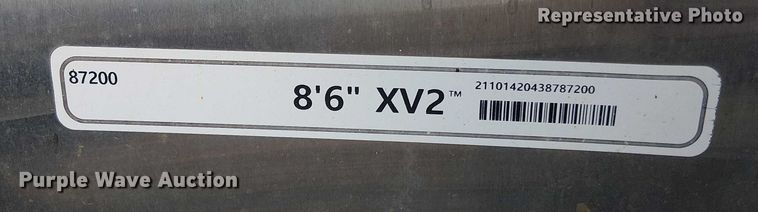 Representative Photo
87200
8'6" XV2™
21101420438787200
Purple Wave Auction